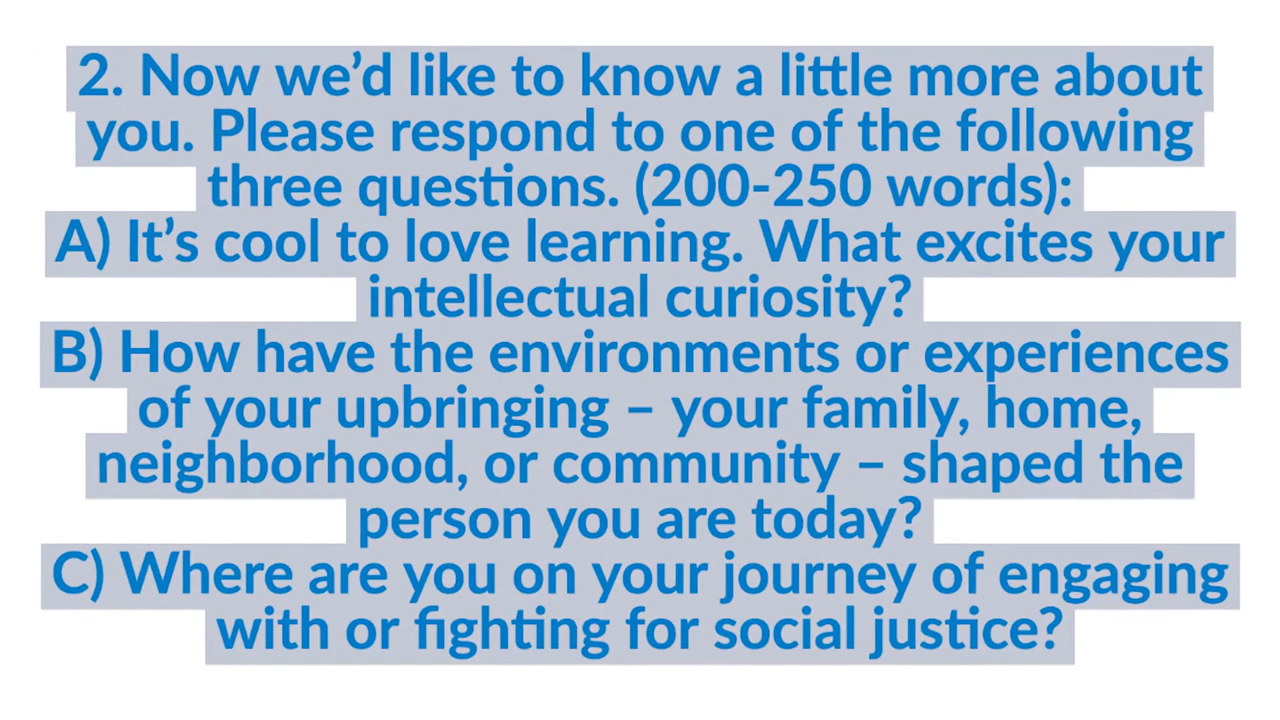 2. Now we’d like to know a little more about
you. Please respond to one of the following
three questions. (200-250 words):
A) It’s cool to love learning. What excites your
intellectual curiosity?
B) How have the environments or experiences
of your upbringing – your family, home,
neighborhood, or community – shaped the
person you are today?
C) Where are you on your journey of engaging
with or fighting for social justice?